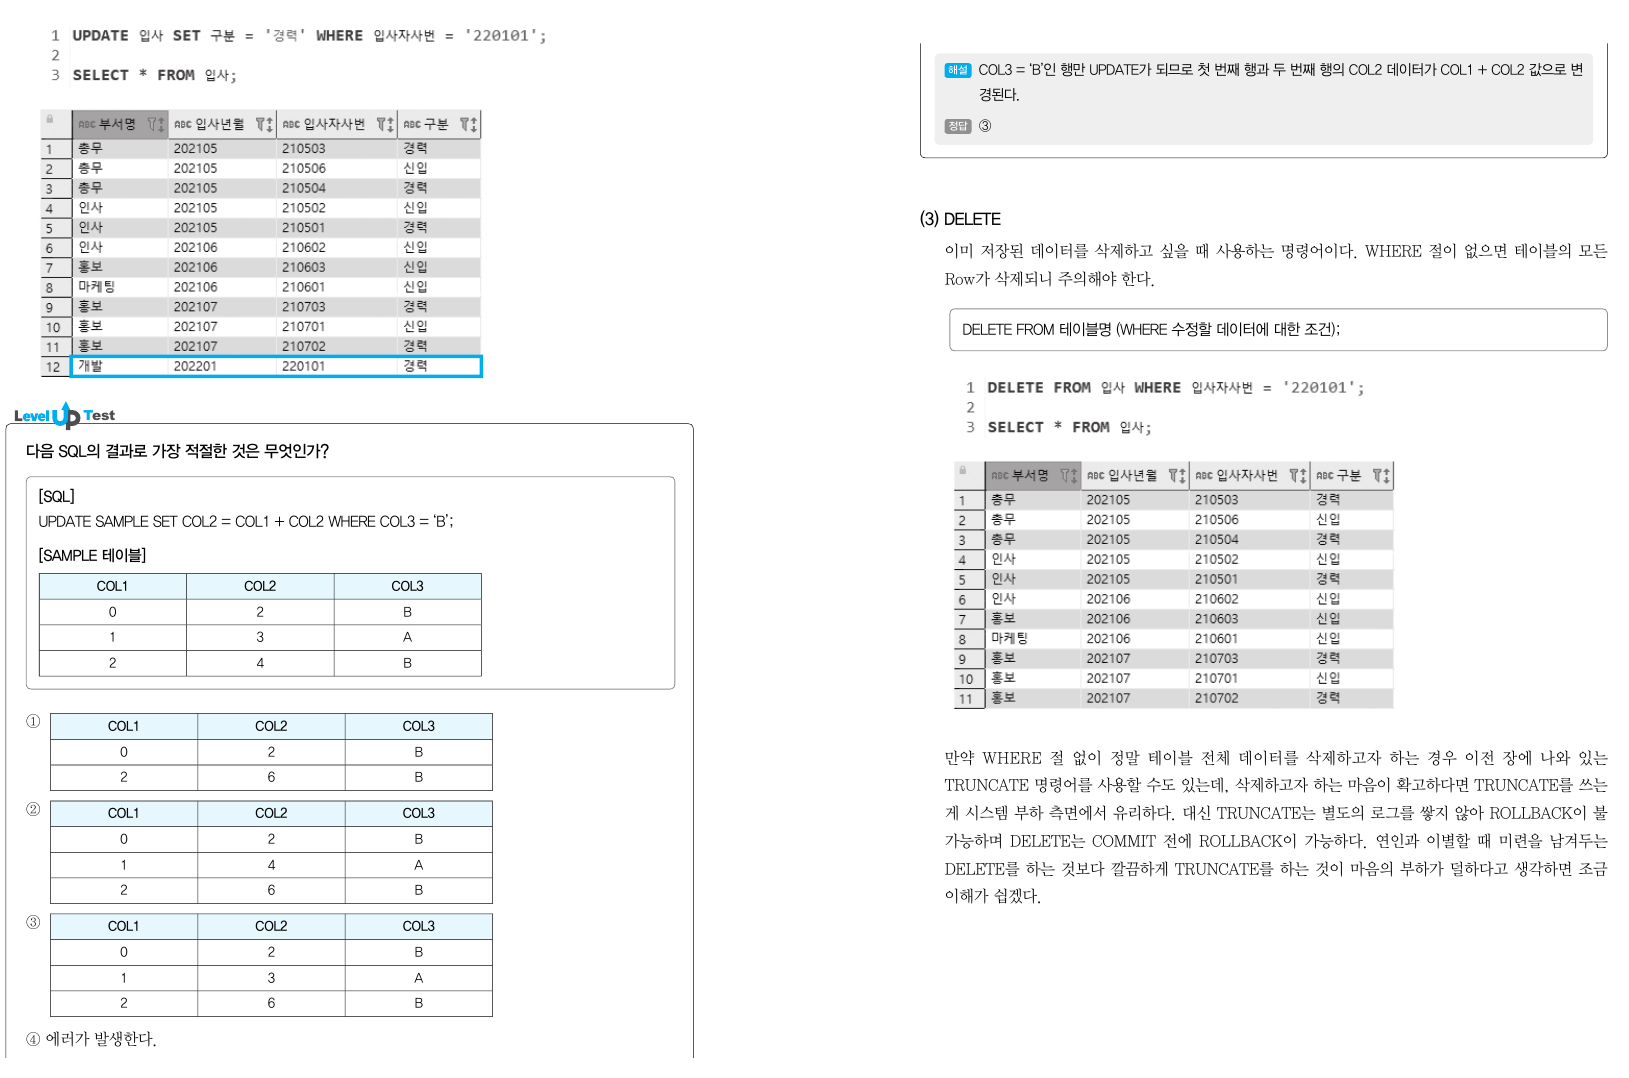 1 UPDATE 입사 SET 구분 = '경력' WHERE 입사자사번 = '220101';
2
3 SELECT * FROM 입사;
ABC 부서명 ABC 입사년월 ABC 입사자사번 ABC 구분
1 총무 202105 210503 경력
2 총무 202105 210506 신입
3 총무 202105 210504 경력
4 인사 202105 210502 신입
5 인사 202105 210501 경력
6 인사 202106 210602 신입
7 홍보 202106 210603 신입
8 마케팅 202106 210601 신입
9 홍보 202107 210703 경력
10 홍보 202107 210701 신입
11 홍보 202107 210702 경력
12 개발 202201 220101 경력
Level Up Test
다음 SQL의 결과로 가장 적절한 것은 무엇인가?
[SQL]
UPDATE SAMPLE SET COL2 = COL1 + COL2 WHERE COL3 = ‘B’;
[SAMPLE 테이블]
COL1 COL2 COL3
0 2 B
1 3 A
2 4 B
① COL1 COL2 COL3
0 2 B
2 6 B
② COL1 COL2 COL3
0 2 B
1 4 A
2 6 B
③ COL1 COL2 COL3
0 2 B
1 3 A
2 6 B
④ 에러가 발생한다.
해설 COL3 = ‘B’인 행만 UPDATE가 되므로 첫 번째 행과 두 번째 행의 COL2 데이터가 COL1 + COL2 값으로 변
경된다.
정답 ③
(3) DELETE
이미 저장된 데이터를 삭제하고 싶을 때 사용하는 명령어이다. WHERE 절이 없으면 테이블의 모든
Row가 삭제되니 주의해야 한다.
DELETE FROM 테이블명 (WHERE 수정할 데이터에 대한 조건);
1 DELETE FROM 입사 WHERE 입사자사번 = '220101';
2
3 SELECT * FROM 입사;
ABC 부서명 ABC 입사년월 ABC 입사자사번 ABC 구분
1 총무 202105 210503 경력
2 총무 202105 210506 신입
3 총무 202105 210504 경력
4 인사 202105 210502 신입
5 인사 202105 210501 경력
6 인사 202106 210602 신입
7 홍보 202106 210603 신입
8 마케팅 202106 210601 신입
9 홍보 202107 210703 경력
10 홍보 202107 210701 신입
11 홍보 202107 210702 경력
만약 WHERE 절 없이 정말 테이블 전체 데이터를 삭제하고자 하는 경우 이전 장에 나와 있는
TRUNCATE 명령어를 사용할 수도 있는데, 삭제하고자 하는 마음이 확고하다면 TRUNCATE를 쓰는
게 시스템 부하 측면에서 유리하다. 대신 TRUNCATE는 별도의 로그를 쌓지 않아 ROLLBACK이 불
가능하며 DELETE는 COMMIT 전에 ROLLBACK이 가능하다. 연인과 이별할 때 미련을 남겨두는
DELETE를 하는 것보다 깔끔하게 TRUNCATE를 하는 것이 마음의 부하가 덜하다고 생각하면 조금
이해가 쉽겠다.